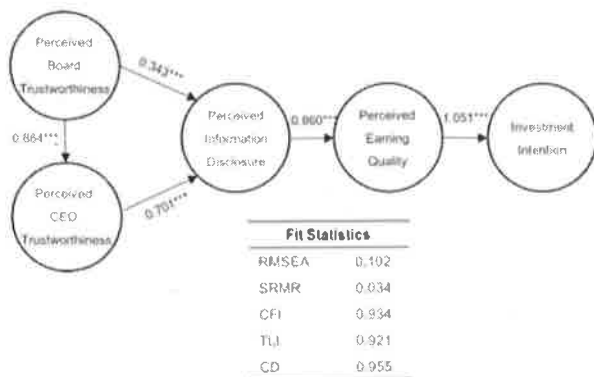 Perceived
Board
Trustworthiness
0.343***
0.864***
Perceived
CEO
Trustworthiness
0.701***
Perceived
Information
Disclosure
0.860***
Perceived
Earning
Quality
1.051***
Investment
Intention
Fit Statistics
RMSEA 0.102
SRMR 0.034
CFI 0.934
TLI 0.921
CD 0.955